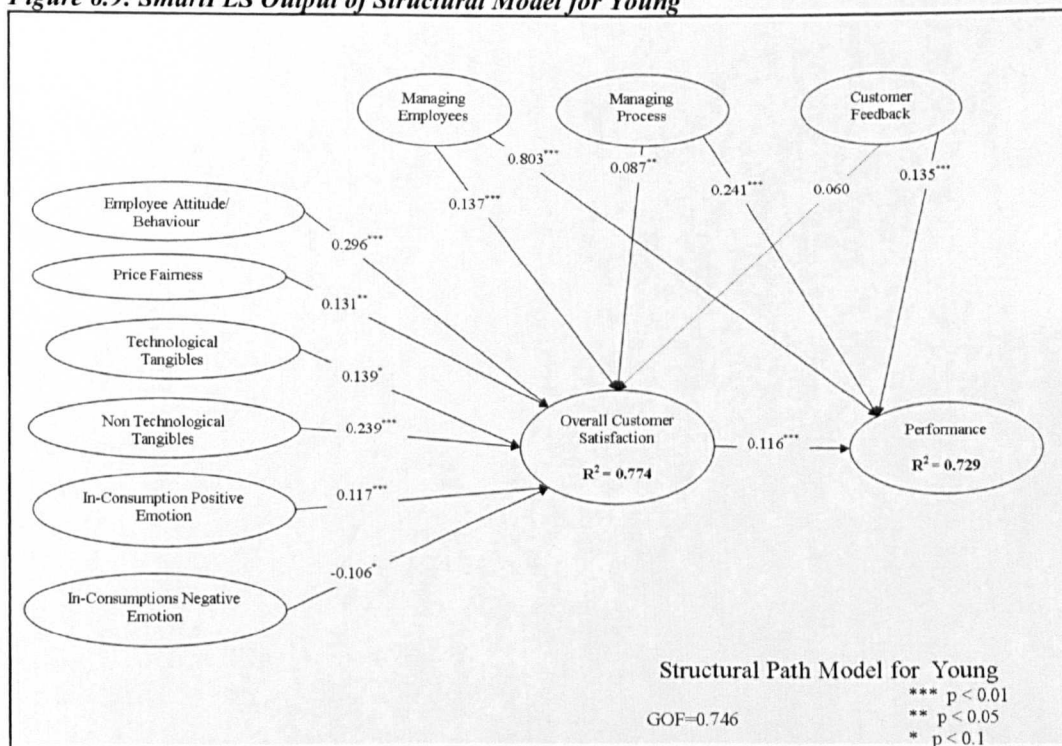 Figure 6.9: SmartPLS Output of Structural Model for Young
Managing
Employees
Managing
Process
Customer
Feedback
0.803***
0.087**
0.135***
0.137***
0.241***
0.060
Employee Attitude/
Behaviour
0.296***
Price Fairness
0.131**
Technological
Tangibles
0.139*
Non Technological
Tangibles
0.239***
In-Consumption Positive
Emotion
0.117***
In-Consumptions Negative
Emotion
-0.106*
Overall Customer
Satisfaction
R² = 0.774
0.116***
Performance
R² = 0.729
Structural Path Model for Young
*** p < 0.01
GOF=0.746
** p < 0.05
* p < 0.1